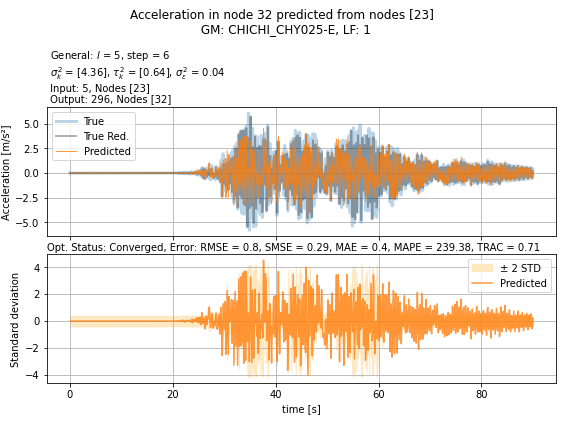 Acceleration in node 32 predicted from nodes [23]
GM: CHICHI_CHY025-E, LF: 1
General: l = 5, step = 6
σ²ₖ = [4.36], τ²ₖ = [0.64], σ²ε = 0.04
Input: 5, Nodes [23]
Output: 296, Nodes [32]
True
True Red.
Predicted
Acceleration [m/s²]
5.0
2.5
0.0
−2.5
−5.0
Opt. Status: Converged, Error: RMSE = 0.8, SMSE = 0.29, MAE = 0.4, MAPE = 239.38, TRAC = 0.71
± 2 STD
Predicted
Standard deviation
4
2
0
−2
−4
0 20 40 60 80
time [s]